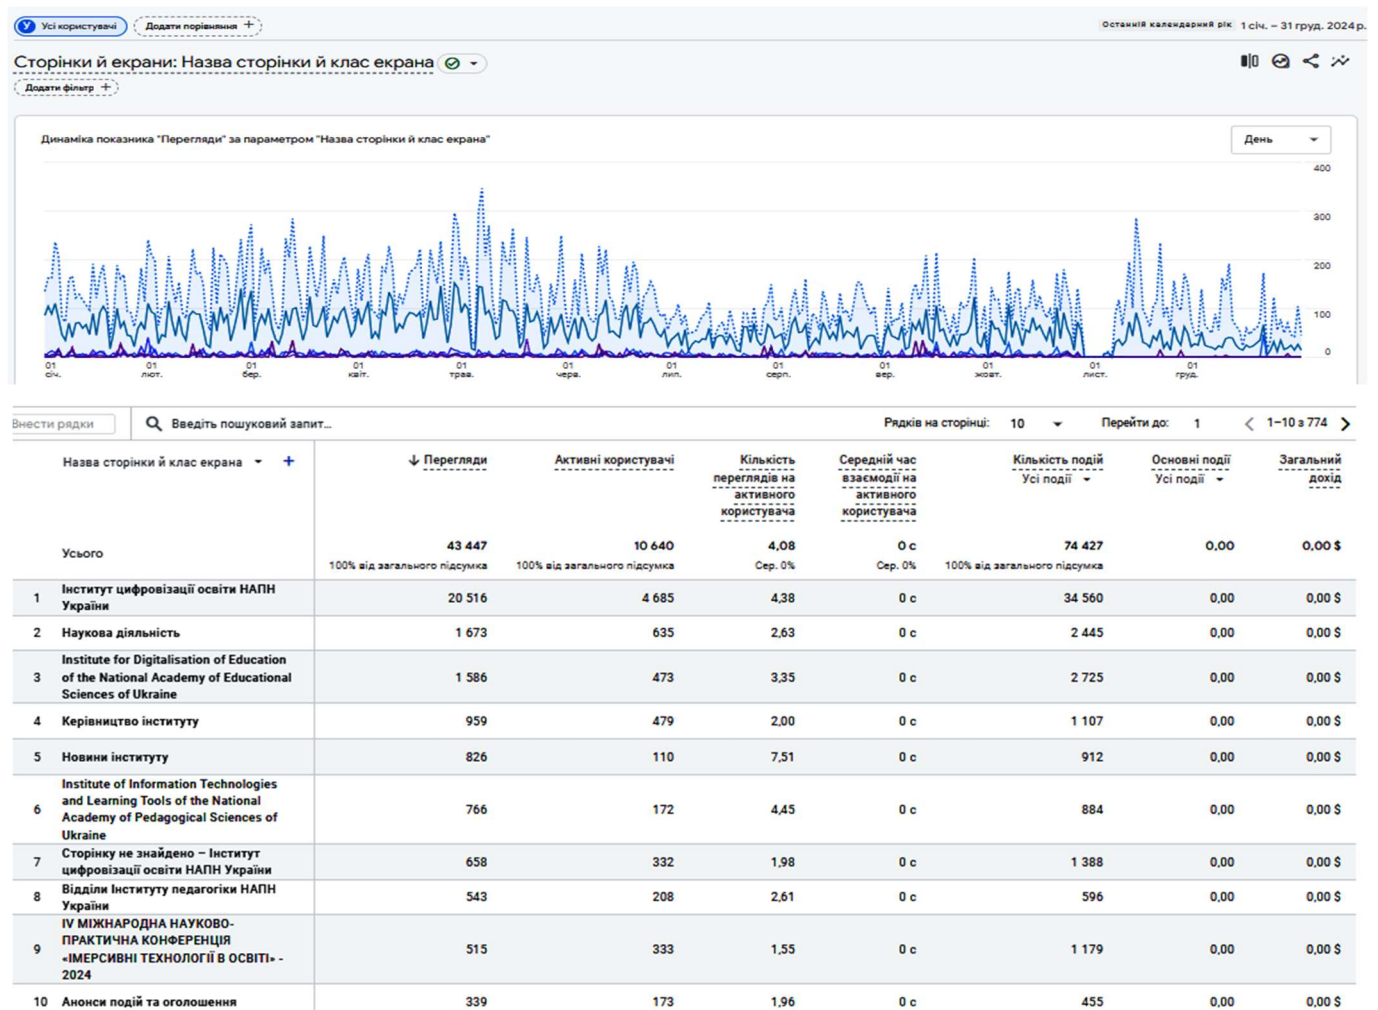 У Усі користувачі Додати порівняння + Останній календарний рік 1 січ. – 31 груд. 2024 р.
Сторінки й екрани: Назва сторінки й клас екрана
Додати фільтр +
Динаміка показника "Перегляди" за параметром "Назва сторінки й клас екрана" День
400
300
200
100
0
01 січ. 01 лют. 01 бер. 01 квіт. 01 трав. 01 черв. 01 лип. 01 серп. 01 вер. 01 жовт. 01 лист. 01 груд.
Внести рядки Введіть пошуковий запит... Рядків на сторінці: 10 Перейти до: 1 1–10 з 774
Назва сторінки й клас екрана + ↓ Перегляди Активні користувачі Кількість переглядів на активного користувача Середній час взаємодії на активного користувача Кількість подій Усі події Основні події Усі події Загальний дохід
Усього 43 447 10 640 4,08 0 с 74 427 0,00 0,00 $
100% від загального підсумка 100% від загального підсумка Сер. 0% Сер. 0% 100% від загального підсумка
1 Інститут цифровізації освіти НАПН України 20 516 4 685 4,38 0 с 34 560 0,00 0,00 $
2 Наукова діяльність 1 673 635 2,63 0 с 2 445 0,00 0,00 $
3 Institute for Digitalisation of Education of the National Academy of Educational Sciences of Ukraine 1 586 473 3,35 0 с 2 725 0,00 0,00 $
4 Керівництво інституту 959 479 2,00 0 с 1 107 0,00 0,00 $
5 Новини інституту 826 110 7,51 0 с 912 0,00 0,00 $
6 Institute of Information Technologies and Learning Tools of the National Academy of Pedagogical Sciences of Ukraine 766 172 4,45 0 с 884 0,00 0,00 $
7 Сторінку не знайдено – Інститут цифровізації освіти НАПН України 658 332 1,98 0 с 1 388 0,00 0,00 $
8 Відділи Інституту педагогіки НАПН України 543 208 2,61 0 с 596 0,00 0,00 $
9 IV МІЖНАРОДНА НАУКОВО-ПРАКТИЧНА КОНФЕРЕНЦІЯ «ІМЕРСИВНІ ТЕХНОЛОГІЇ В ОСВІТІ» - 2024 515 333 1,55 0 с 1 179 0,00 0,00 $
10 Анонси подій та оголошення 339 173 1,96 0 с 455 0,00 0,00 $